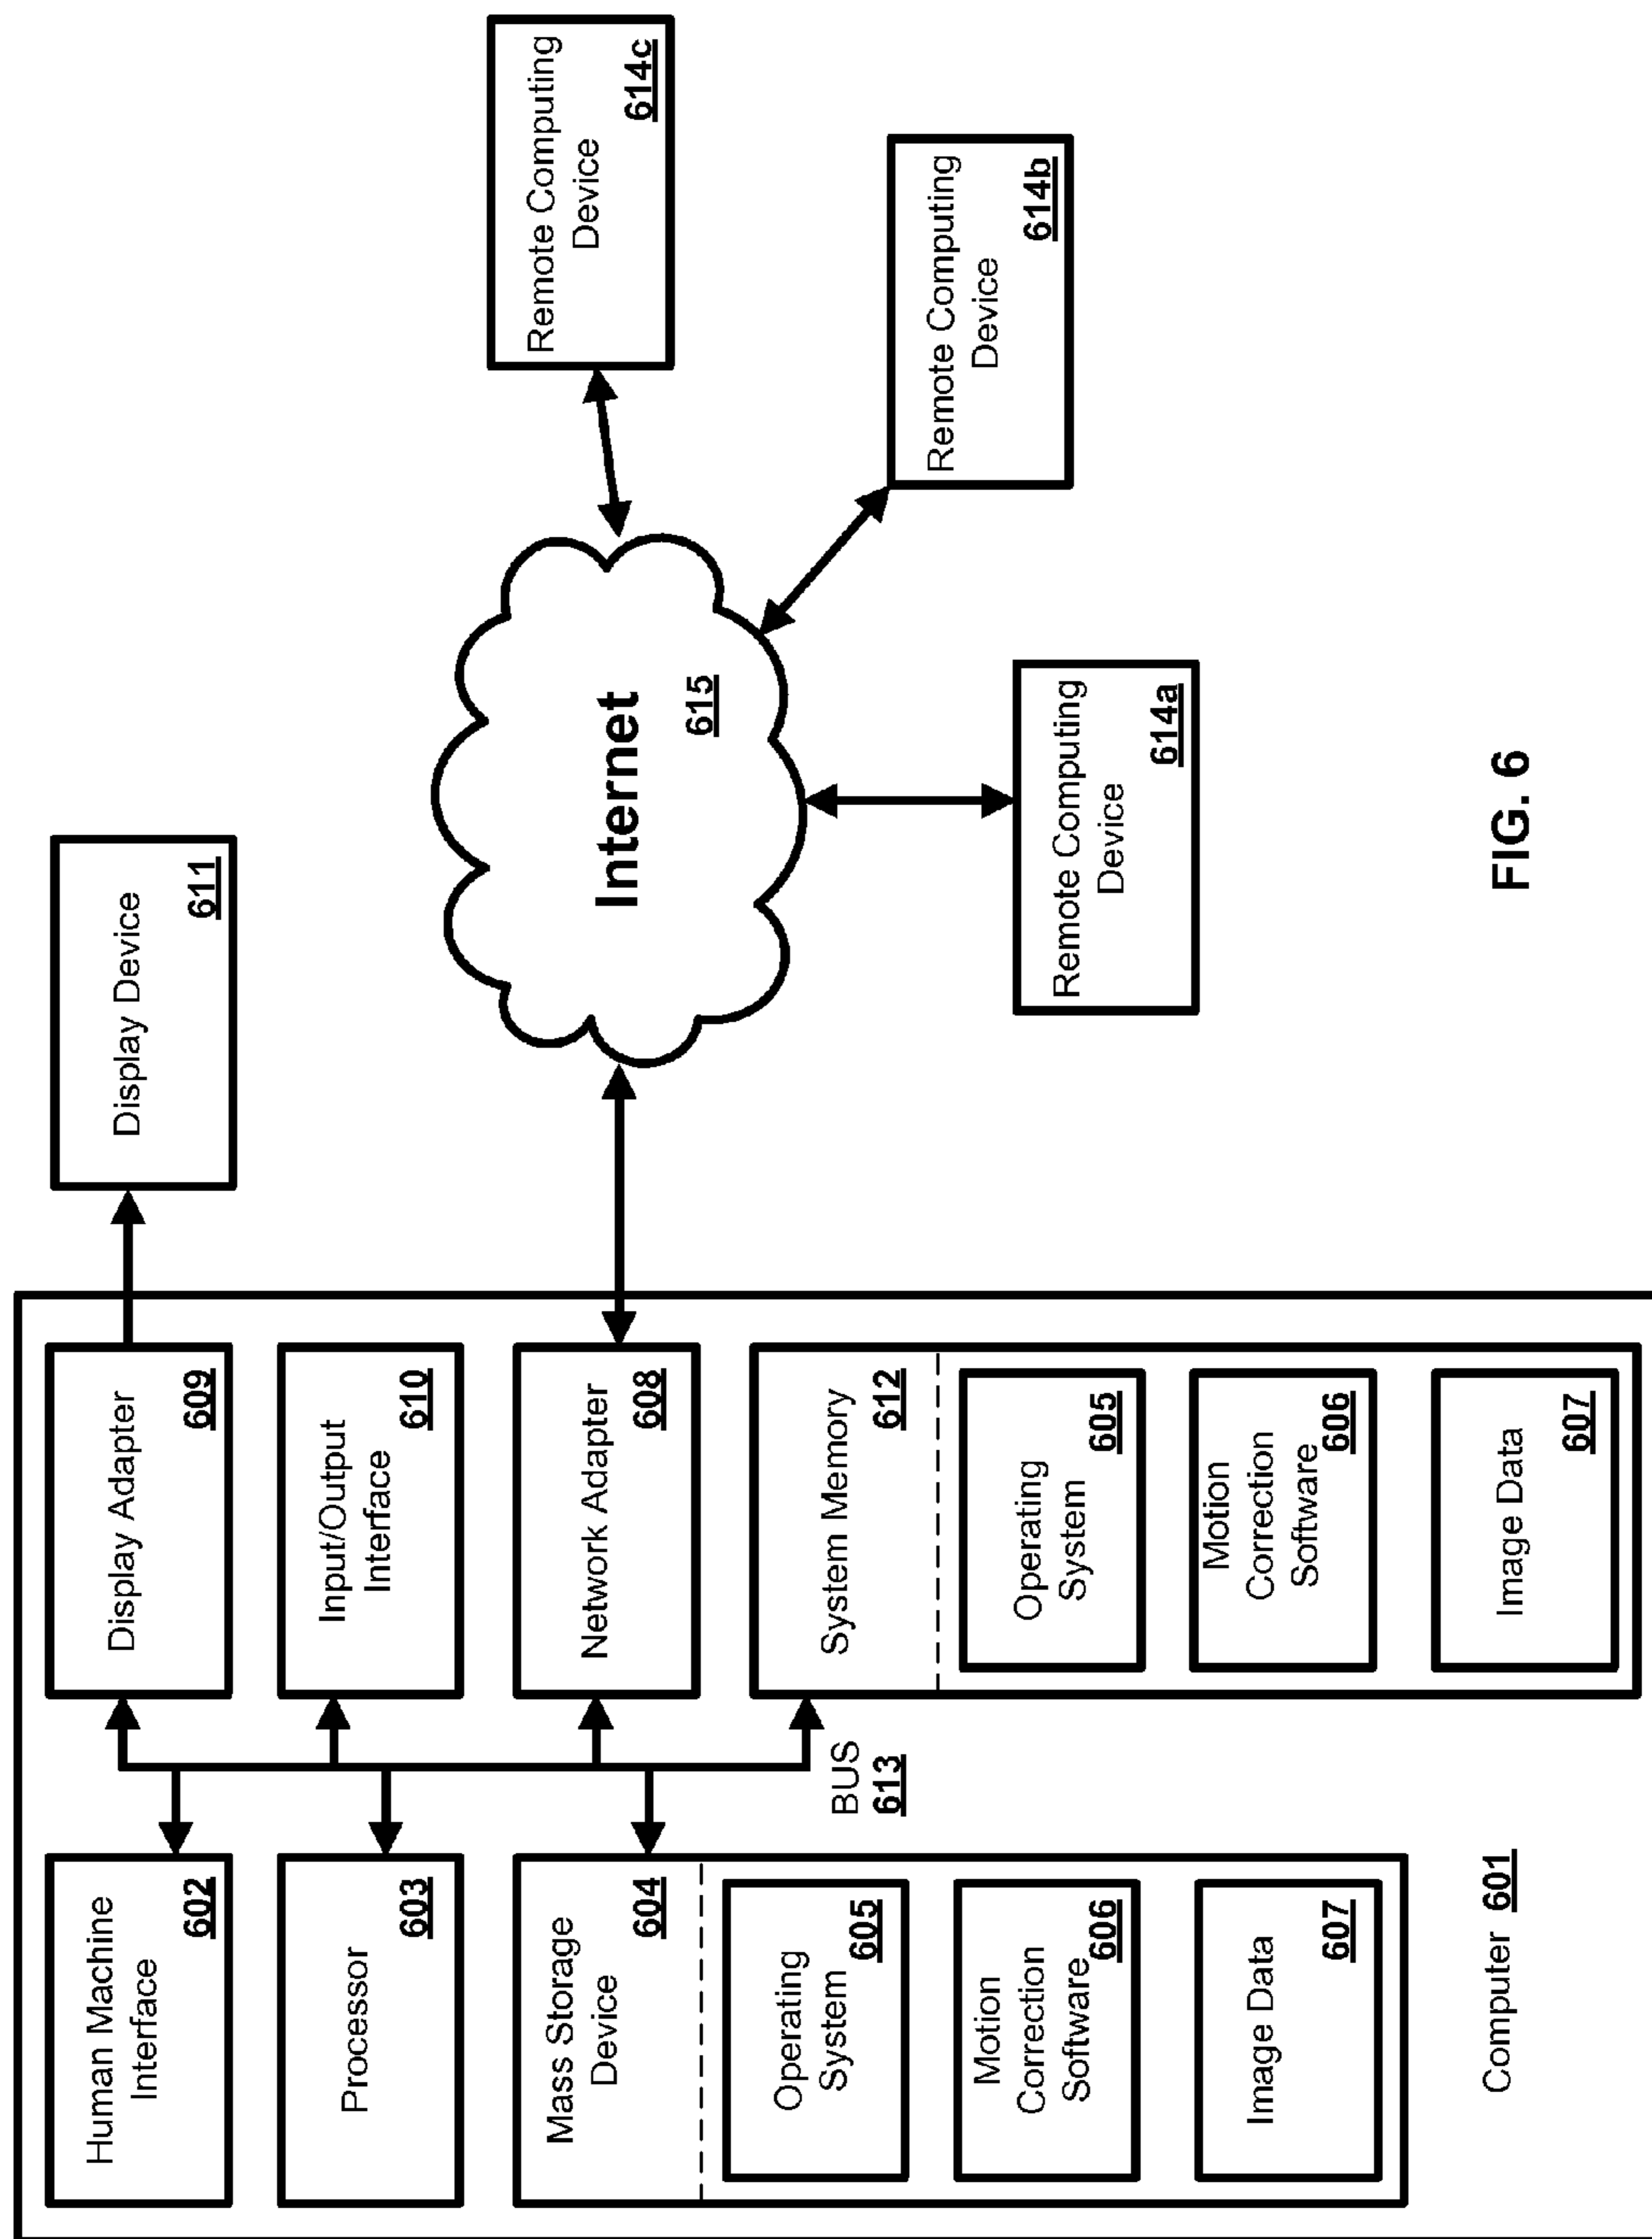 Human Machine
Interface
602
Processor
603
Mass Storage
Device
604
Operating
System
605
Motion
Correction
Software
606
Image Data
607
Computer 601
BUS
613
Display Adapter
609
Input/Output
Interface
610
Network Adapter
608
System Memory
612
Operating
System
605
Motion
Correction
Software
606
Image Data
607
Display Device
611
Internet
615
Remote Computing
Device
614a
Remote Computing
Device
614b
Remote Computing
Device
614c
FIG. 6